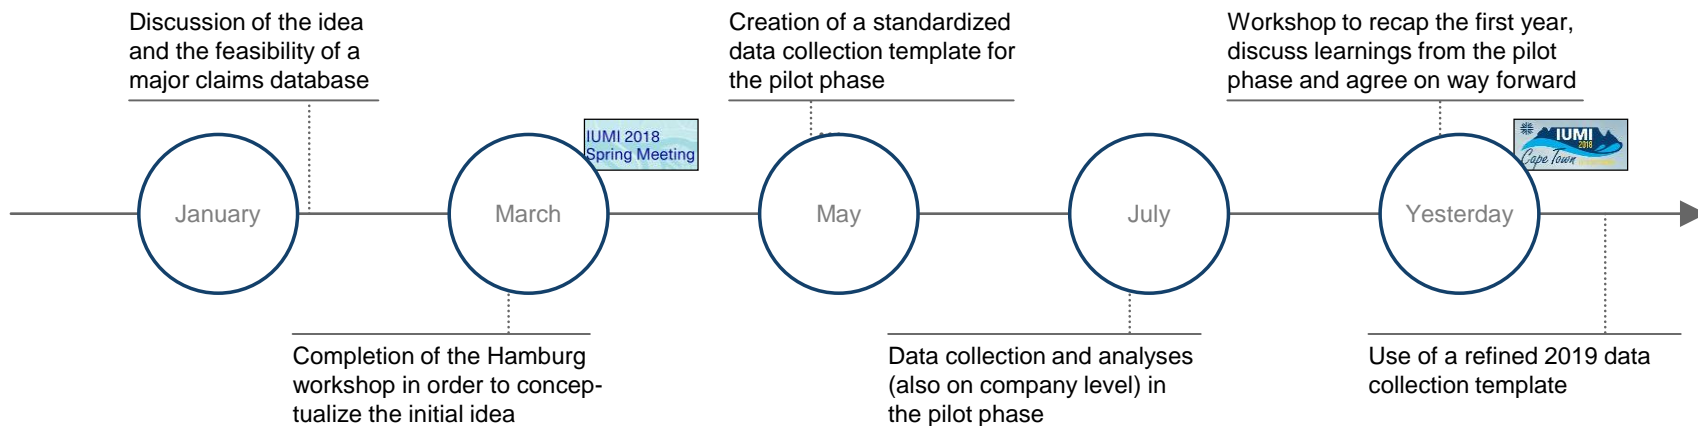 Discussion of the idea
and the feasibility of a
major claims database
Creation of a standardized
data collection template for
the pilot phase
Workshop to recap the first year,
discuss learnings from the pilot
phase and agree on way forward
IUMI 2018
Spring Meeting
IUMI
2018
Cape Town
January
March
May
July
Yesterday
Completion of the Hamburg
workshop in order to concep-
tualize the initial idea
Data collection and analyses
(also on company level) in
the pilot phase
Use of a refined 2019 data
collection template